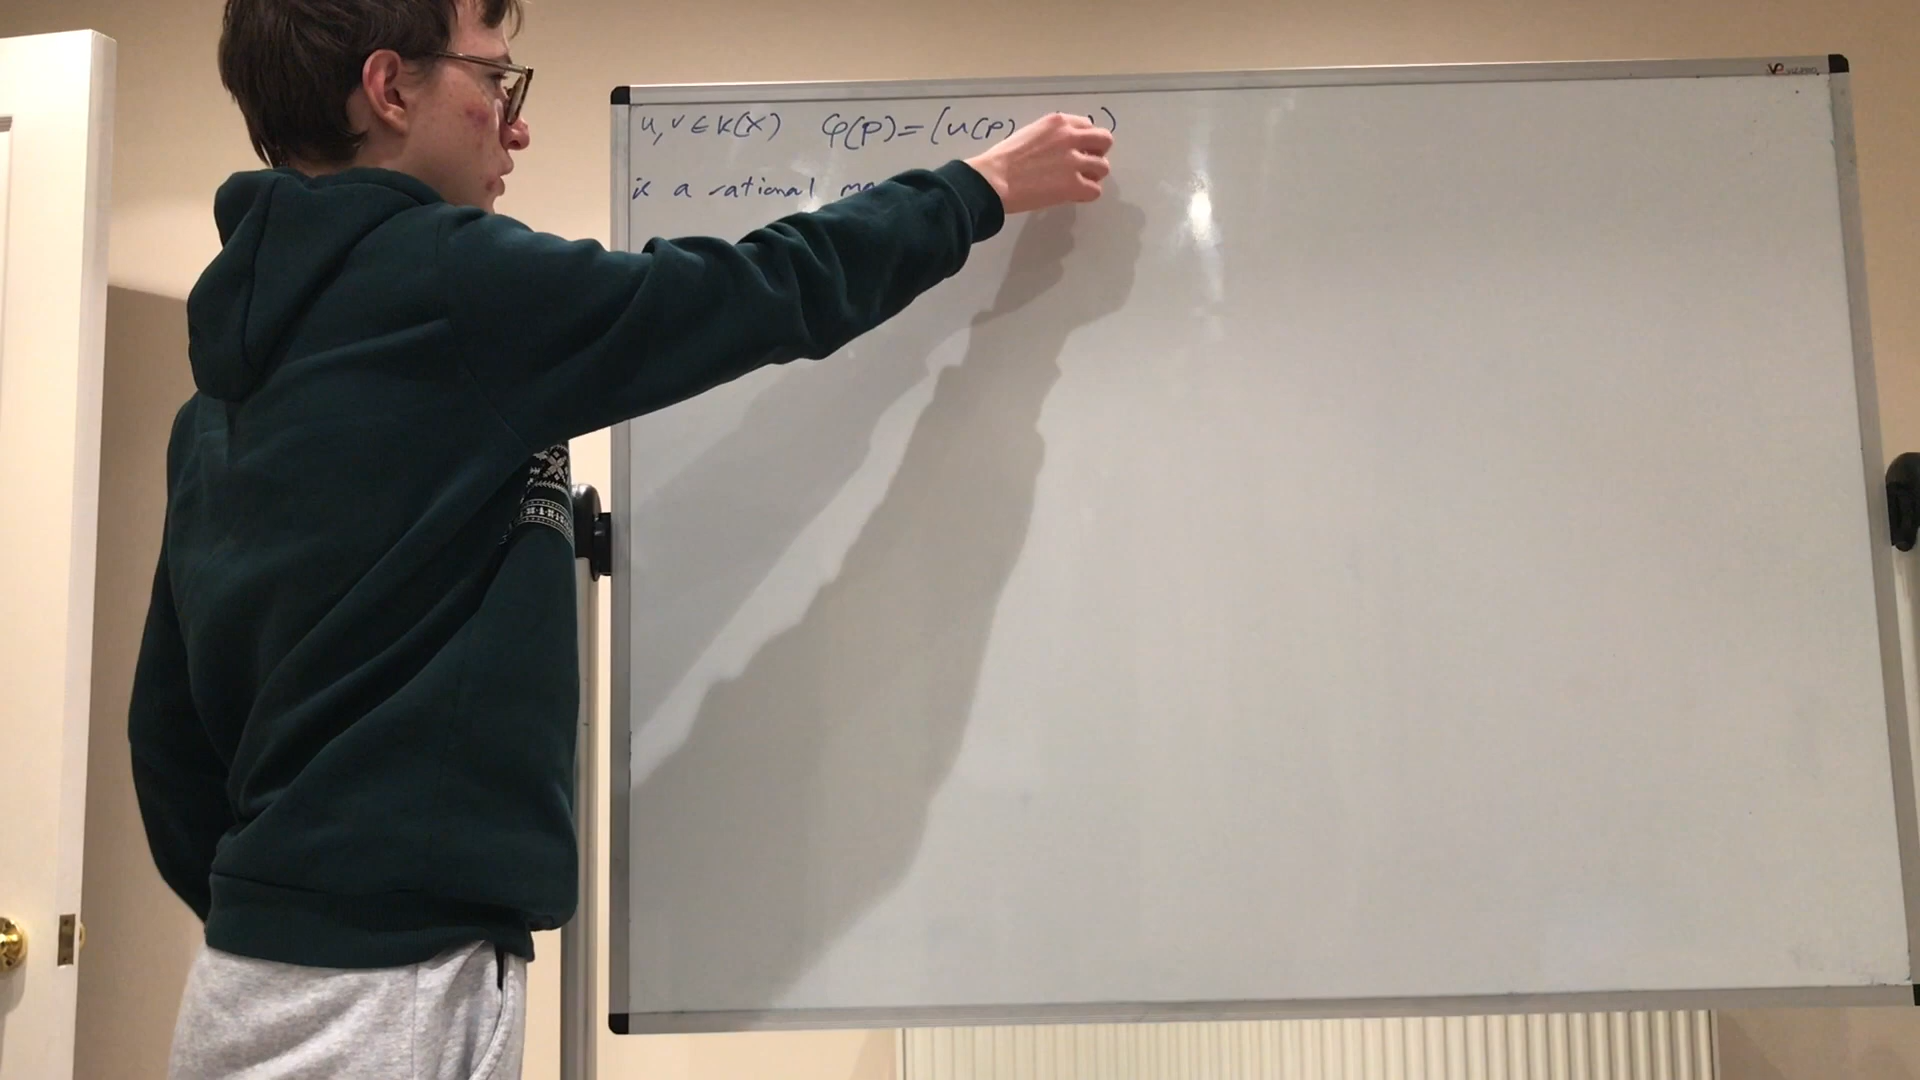 u, v ∈ k(X) φ(p) = (u(p)
is a rational